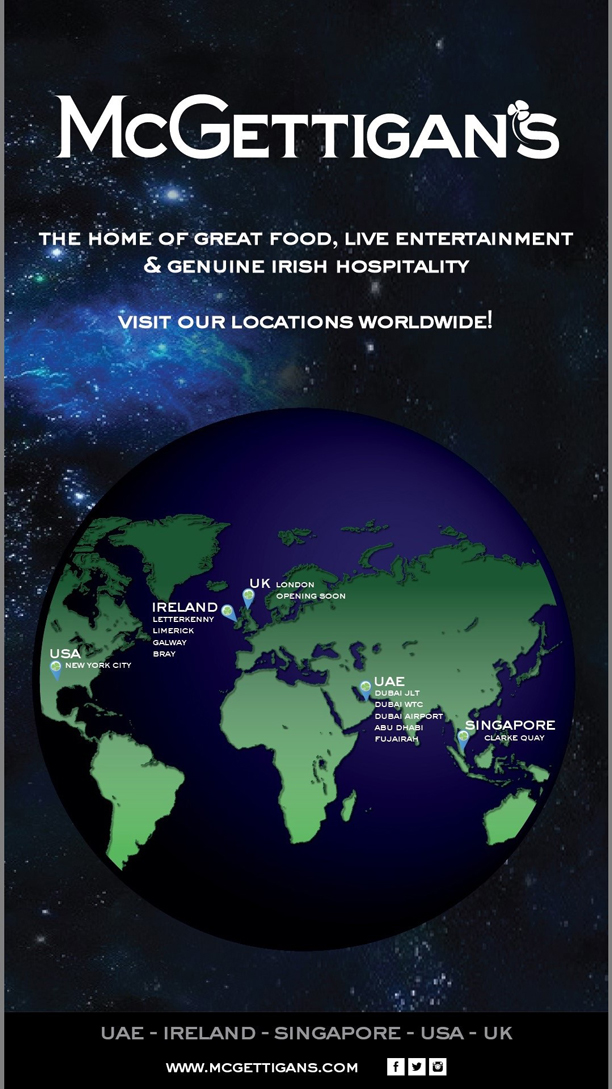 McGettigan's
THE HOME OF GREAT FOOD, LIVE ENTERTAINMENT
& GENUINE IRISH HOSPITALITY
VISIT OUR LOCATIONS WORLDWIDE!
UK LONDON
OPENING SOON
IRELAND
LETTERKENNY
LIMERICK
GALWAY
BRAY
USA
NEW YORK CITY
UAE
DUBAI JLT
DUBAI WTC
DUBAI AIRPORT
ABU DHABI
FUJAIRAH
SINGAPORE
CLARKE QUAY
UAE - IRELAND - SINGAPORE - USA - UK
WWW.MCGETTIGANS.COM